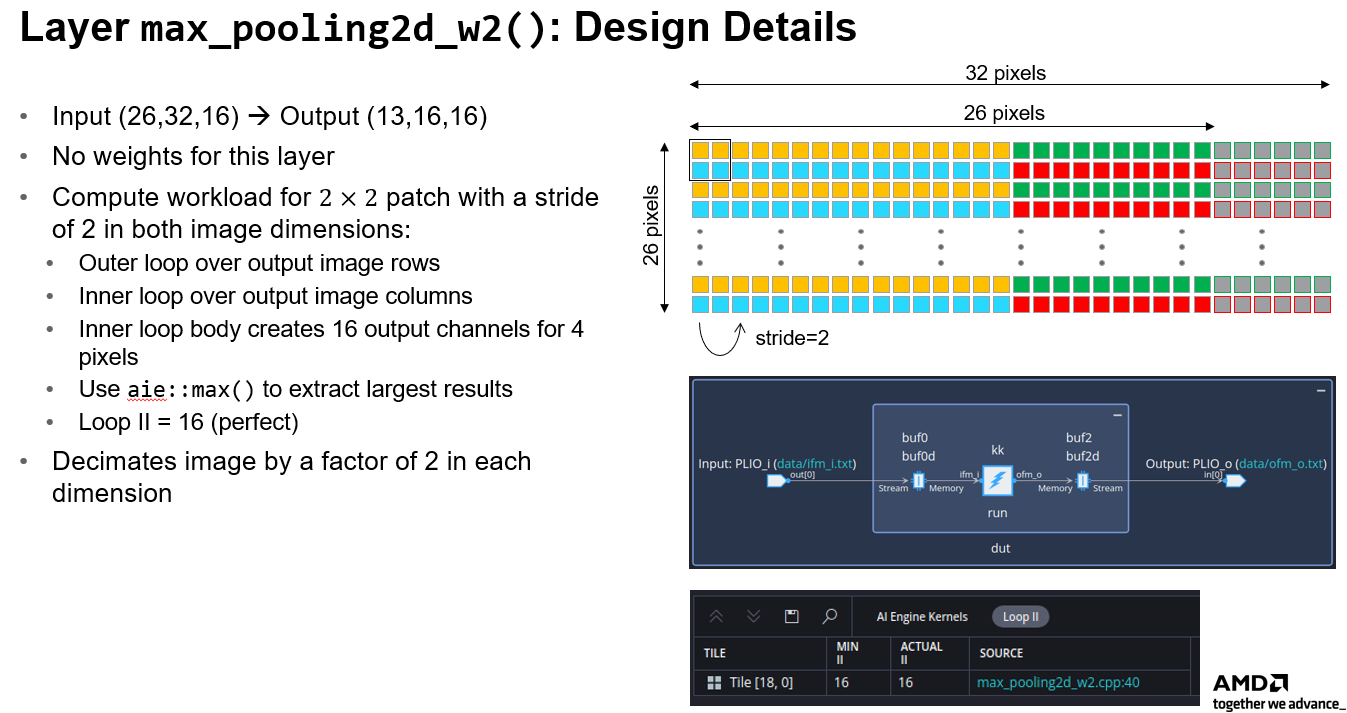 Layer max_pooling2d_w2(): Design Details
• Input (26,32,16) → Output (13,16,16)
• No weights for this layer
• Compute workload for 2 × 2 patch with a stride
of 2 in both image dimensions:
• Outer loop over output image rows
• Inner loop over output image columns
• Inner loop body creates 16 output channels for 4
pixels
• Use aie::max() to extract largest results
• Loop II = 16 (perfect)
• Decimates image by a factor of 2 in each
dimension
32 pixels
26 pixels
26 pixels
stride=2
Input: PLIO_i (data/ifm_i.txt)
out[0]
buf0
buf0d
Stream
Memory
ifm_i
kk
ofm_o
run
buf2
buf2d
Memory
Stream
Output: PLIO_o (data/ofm_o.txt)
in[0]
dut
AI Engine Kernels
Loop II
TILE
MIN
II
ACTUAL
II
SOURCE
Tile [18, 0]
16
16
max_pooling2d_w2.cpp:40
AMD
together we advance_